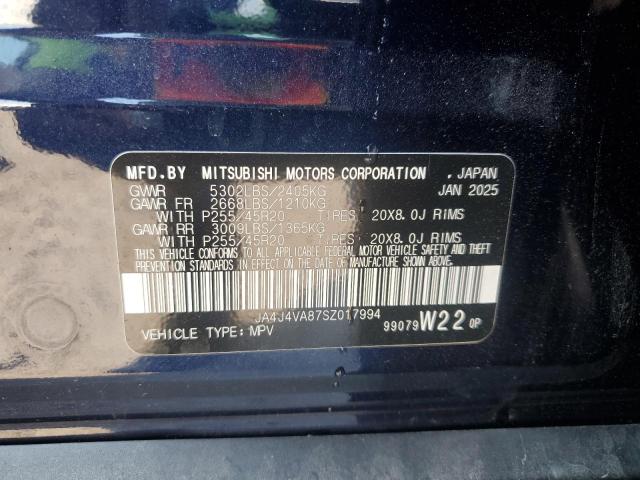 MFD.BY MITSUBISHI MOTORS CORPORATION . JAPAN
GVWR 5302LBS/2405KG JAN 2025
GAWR FR 2668LBS/1210KG
WITH P255/45R20 TIRES, 20X8.0J RIMS
GAWR RR 3009LBS/1365KG
WITH P255/45R20 TIRES, 20X8.0J RIMS
THIS VEHICLE CONFORMS TO ALL APPLICABLE FEDERAL MOTOR VEHICLE SAFETY AND THEFT
PREVENTION STANDARDS IN EFFECT ON THE DATE OF MANUFACTURE SHOWN ABOVE.
JA4J4VA87SZ017994
VEHICLE TYPE: MPV 99079 W22 0P